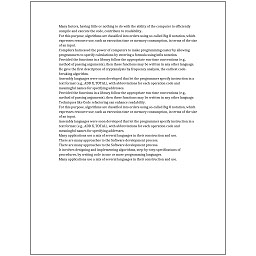 Many factors, having little or nothing to do with the ability of the computer to efficiently
compile and execute the code, contribute to readability.
For this purpose algorithms are classified into orders using so-called Big O notation, which
expresses resource use, such as execution time or memory consumption, in terms of the size
of an input.
Compilers harnessed the power of computers to make programming easier by allowing
programmers to specify calculations by entering a formula using infix notation.
Provided the functions in a library follow the appropriate run-time conventions (e.g.,
method of passing arguments), then these functions may be written in any other language.
He gave the first description of cryptanalysis by frequency analysis, the earliest code-
breaking algorithm.
Assembly languages were soon developed that let the programmer specify instruction in a
text format (e.g., ADD X, TOTAL), with abbreviations for each operation code and
meaningful names for specifying addresses.
Provided the functions in a library follow the appropriate run-time conventions (e.g.,
method of passing arguments), then these functions may be written in any other language.
Techniques like Code refactoring can enhance readability.
For this purpose algorithms are classified into orders using so-called Big O notation, which
expresses resource use, such as execution time or memory consumption, in terms of the size
of an input.
Assembly languages were soon developed that let the programmer specify instruction in a
text format (e.g., ADD X, TOTAL), with abbreviations for each operation code and
meaningful names for specifying addresses.
Many applications use a mix of several languages in their construction and use.
There are many approaches to the Software development process.
There are many approaches to the Software development process.
It involves designing and implementing algorithms, step-by-step specifications of
procedures, by writing code in one or more programming languages.
Many applications use a mix of several languages in their construction and use.